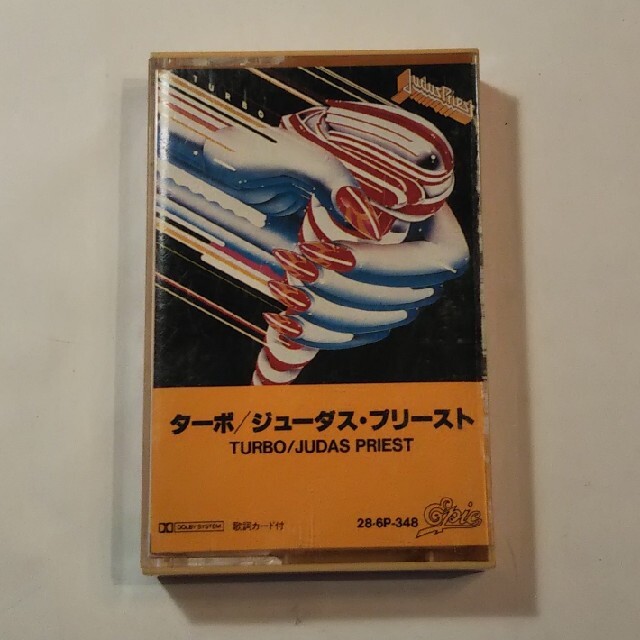 TURBO
Judas Priest
ターボ/ジューダス・プリースト
TURBO/JUDAS PRIEST
DOLBY SYSTEM 歌詞カード付 28·6P-348 Epic